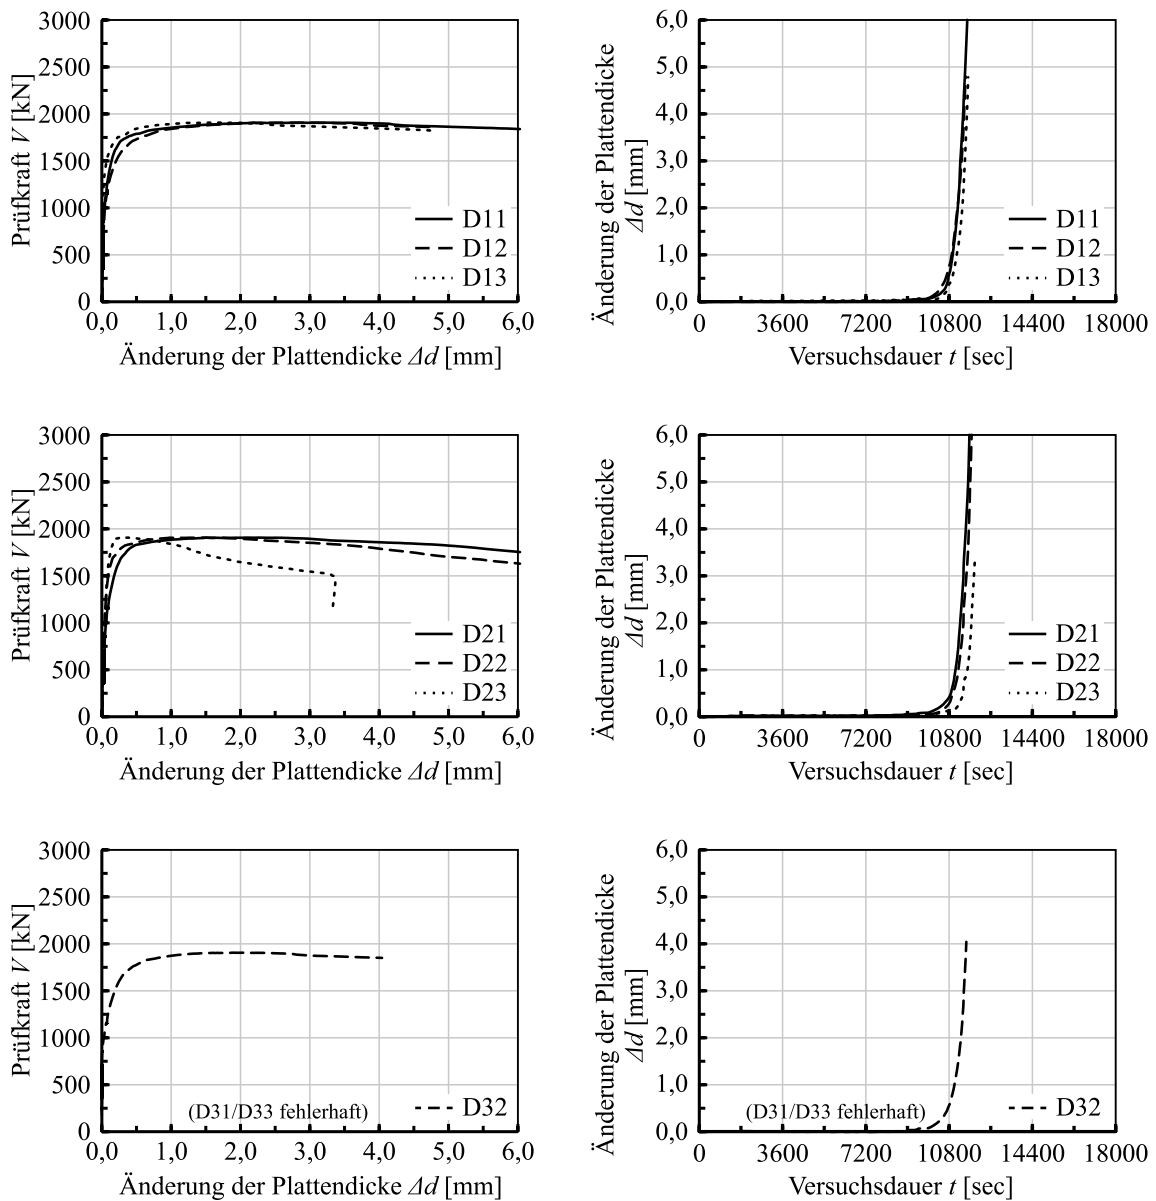 3000
2500
2000
1500
1000
500
0
Prüfkraft V [kN]
D11
D12
D13
0,0 1,0 2,0 3,0 4,0 5,0 6,0
Änderung der Plattendicke Δd [mm]
6,0
5,0
4,0
3,0
2,0
1,0
0,0
Änderung der Plattendicke
Δd [mm]
D11
D12
D13
0 3600 7200 10800 14400 18000
Versuchsdauer t [sec]
3000
2500
2000
1500
1000
500
0
Prüfkraft V [kN]
D21
D22
D23
0,0 1,0 2,0 3,0 4,0 5,0 6,0
Änderung der Plattendicke Δd [mm]
6,0
5,0
4,0
3,0
2,0
1,0
0,0
Änderung der Plattendicke
Δd [mm]
D21
D22
D23
0 3600 7200 10800 14400 18000
Versuchsdauer t [sec]
3000
2500
2000
1500
1000
500
0
Prüfkraft V [kN]
(D31/D33 fehlerhaft)
D32
0,0 1,0 2,0 3,0 4,0 5,0 6,0
Änderung der Plattendicke Δd [mm]
6,0
5,0
4,0
3,0
2,0
1,0
0,0
Änderung der Plattendicke
Δd [mm]
(D31/D33 fehlerhaft)
D32
0 3600 7200 10800 14400 18000
Versuchsdauer t [sec]